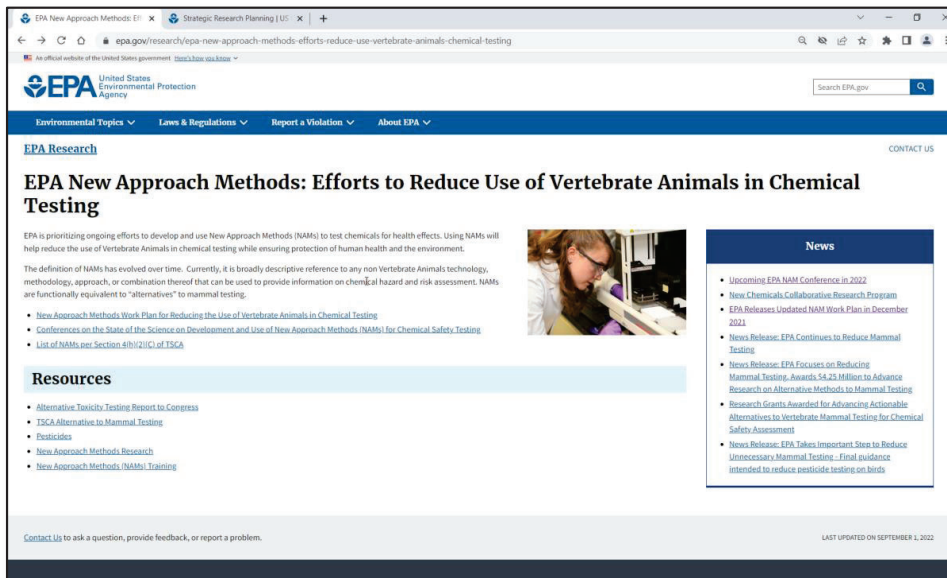 EPA New Approach Methods: Eff
Strategic Research Planning | US
epa.gov/research/epa-new-approach-methods-efforts-reduce-use-vertebrate-animals-chemical-testing
An official website of the United States government Here's how you know
EPA
United States
Environmental Protection
Agency
Search EPA.gov
Environmental Topics Laws & Regulations Report a Violation About EPA
EPA Research
CONTACT US
EPA New Approach Methods: Efforts to Reduce Use of Vertebrate Animals in Chemical
Testing
EPA is prioritizing ongoing efforts to develop and use New Approach Methods (NAMs) to test chemicals for health effects. Using NAMs will
help reduce the use of Vertebrate Animals in chemical testing while ensuring protection of human health and the environment.
The definition of NAMs has evolved over time. Currently, it is broadly descriptive reference to any non Vertebrate Animals technology,
methodology, approach, or combination thereof that can be used to provide information on chemical hazard and risk assessment. NAMs
are functionally equivalent to "alternatives" to mammal testing.
• New Approach Methods Work Plan for Reducing the Use of Vertebrate Animals in Chemical Testing
• Conferences on the State of the Science on Development and Use of New Approach Methods (NAMs) for Chemical Safety Testing
• List of NAMs per Section 4(h)(2)(C) of TSCA
Resources
• Alternative Toxicity Testing Report to Congress
• TSCA Alternative to Mammal Testing
• Pesticides
• New Approach Methods Research
• New Approach Methods (NAMs) Training
News
• Upcoming EPA NAM Conference in 2022
• New Chemicals Collaborative Research Program
• EPA Releases Updated NAM Work Plan in December
2021
• News Release: EPA Continues to Reduce Mammal
Testing
• News Release: EPA Focuses on Reducing
Mammal Testing, Awards $4.25 Million to Advance
Research on Alternative Methods to Mammal Testing
• Research Grants Awarded for Advancing Actionable
Alternatives to Vertebrate Mammal Testing for Chemical
Safety Assessment
• News Release: EPA Takes Important Step to Reduce
Unnecessary Mammal Testing - Final guidance
intended to reduce pesticide testing on birds
Contact Us to ask a question, provide feedback, or report a problem.
LAST UPDATED ON SEPTEMBER 1, 2022